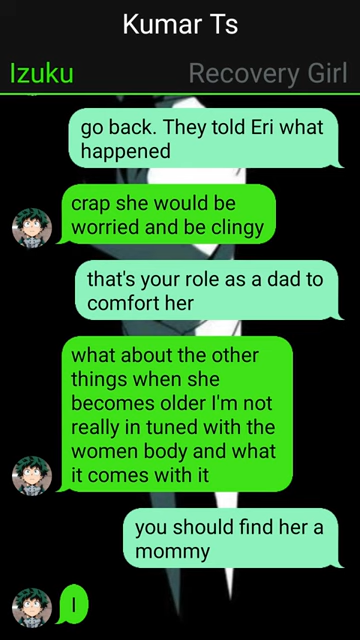 Kumar Ts
Izuku
Recovery Girl
go back. They told Eri what
happened
crap she would be
worried and be clingy
that's your role as a dad to
comfort her
what about the other
things when she
becomes older I'm not
really in tuned with the
women body and what
it comes with it
you should find her a
mommy
I